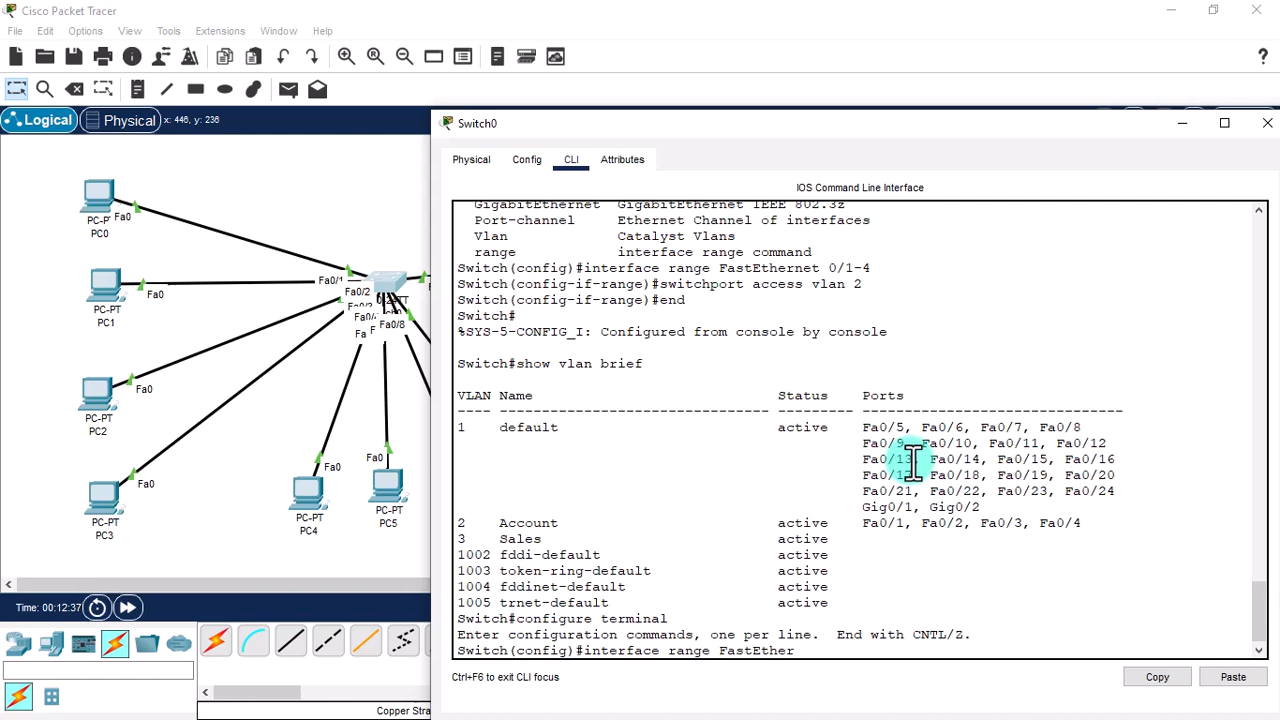 Cisco Packet Tracer
File Edit Options View Tools Extensions Window Help
Logical Physical x: 446, y: 236
Switch0
Physical Config CLI Attributes
IOS Command Line Interface
GigabitEthernet GigabitEthernet IEEE 802.3z
Port-channel Ethernet Channel of interfaces
Vlan Catalyst Vlans
range interface range command
Switch(config)#interface range FastEthernet 0/1-4
Switch(config-if-range)#switchport access vlan 2
Switch(config-if-range)#end
Switch#
%SYS-5-CONFIG_I: Configured from console by console
Switch#show vlan brief
VLAN Name Status Ports
---- -------------------------------- --------- -------------------------------
1 default active Fa0/5, Fa0/6, Fa0/7, Fa0/8
Fa0/9, Fa0/10, Fa0/11, Fa0/12
Fa0/13, Fa0/14, Fa0/15, Fa0/16
Fa0/17, Fa0/18, Fa0/19, Fa0/20
Fa0/21, Fa0/22, Fa0/23, Fa0/24
Gig0/1, Gig0/2
2 Account active Fa0/1, Fa0/2, Fa0/3, Fa0/4
3 Sales active
1002 fddi-default active
1003 token-ring-default active
1004 fddinet-default active
1005 trnet-default active
Switch#configure terminal
Enter configuration commands, one per line. End with CNTL/Z.
Switch(config)#interface range FastEther
Ctrl+F6 to exit CLI focus
Copy Paste
Fa0
PC0
Fa0
PC-PT
PC1
Fa0
PC-PT
PC2
Fa0
PC-PT
PC3
Fa0
PC-PT
PC4
Fa0
PC-PT
PC5
Fa0/1
Fa0/2
Fa0/8
Time: 00:12:37